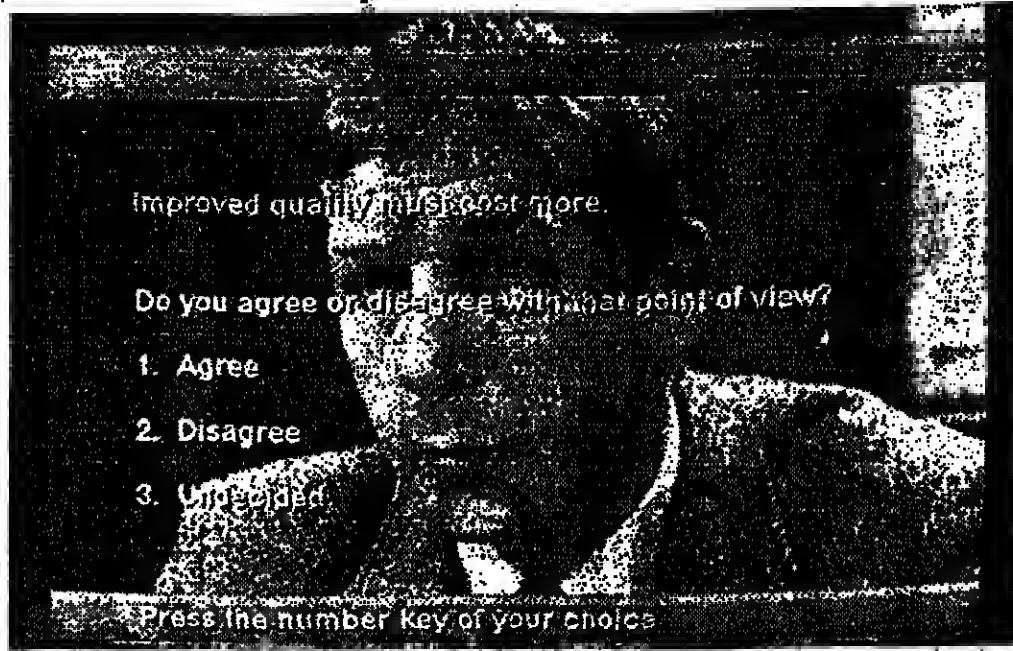 Improved quality must cost more.
Do you agree or disagree with that point of view?
1. Agree
2. Disagree
3. Undecided
Press the number key of your choice